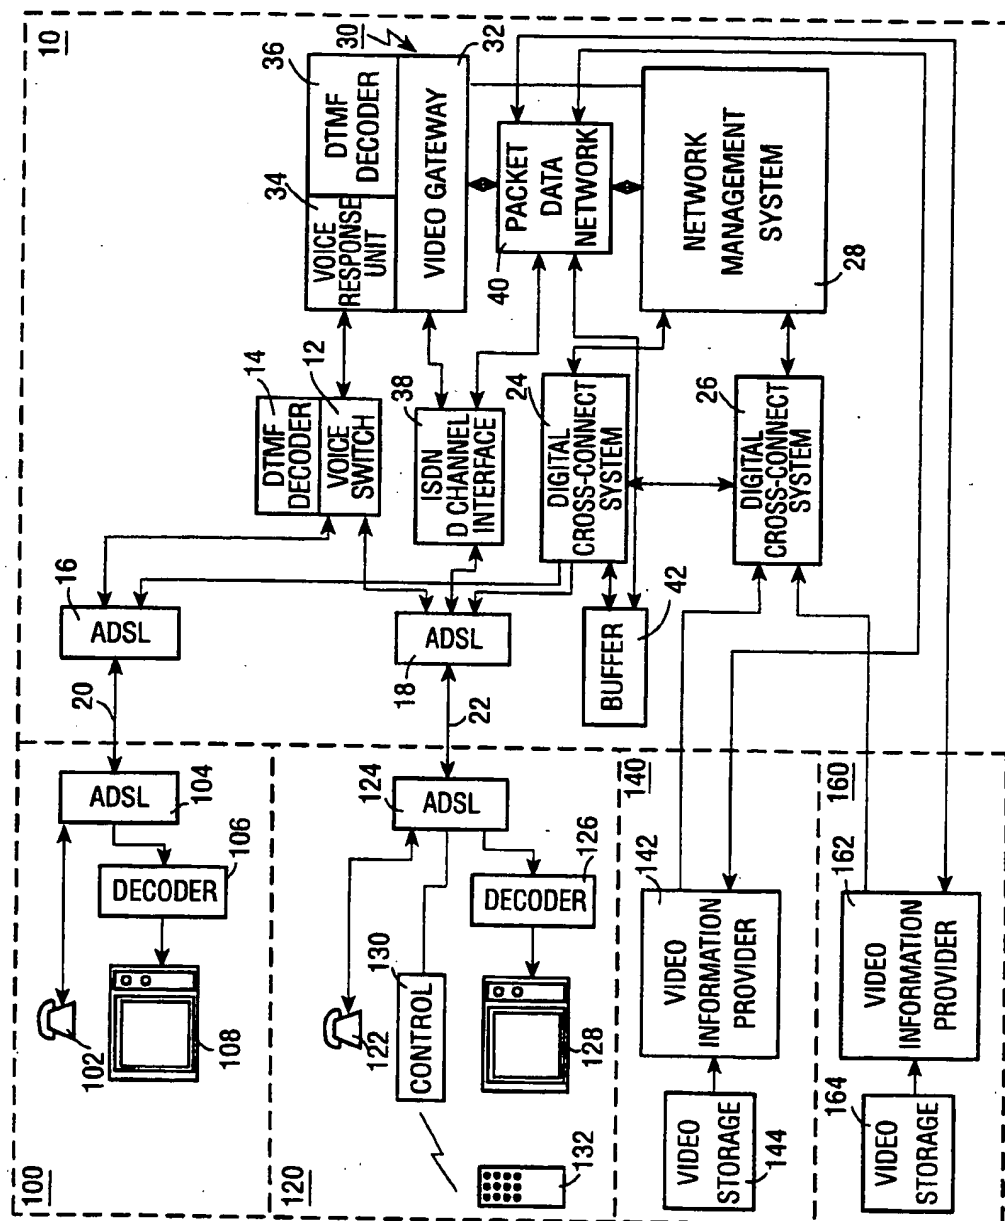 10
36
DTMF
DECODER
34
VOICE
RESPONSE
UNIT
30
32
VIDEO GATEWAY
14
DTMF
DECODER
12
VOICE
SWITCH
16
ADSL
20
38
ISDN
D CHANNEL
INTERFACE
40
PACKET
DATA
NETWORK
18
ADSL
22
24
DIGITAL
CROSS-CONNECT
SYSTEM
26
DIGITAL
CROSS-CONNECT
SYSTEM
NETWORK
MANAGEMENT
SYSTEM
28
BUFFER
42
100
102
ADSL
104
DECODER
106
108
120
122
ADSL
124
DECODER
126
128
CONTROL
130
132
140
142
VIDEO
INFORMATION
PROVIDER
VIDEO
STORAGE
144
160
162
VIDEO
INFORMATION
PROVIDER
164
VIDEO
STORAGE